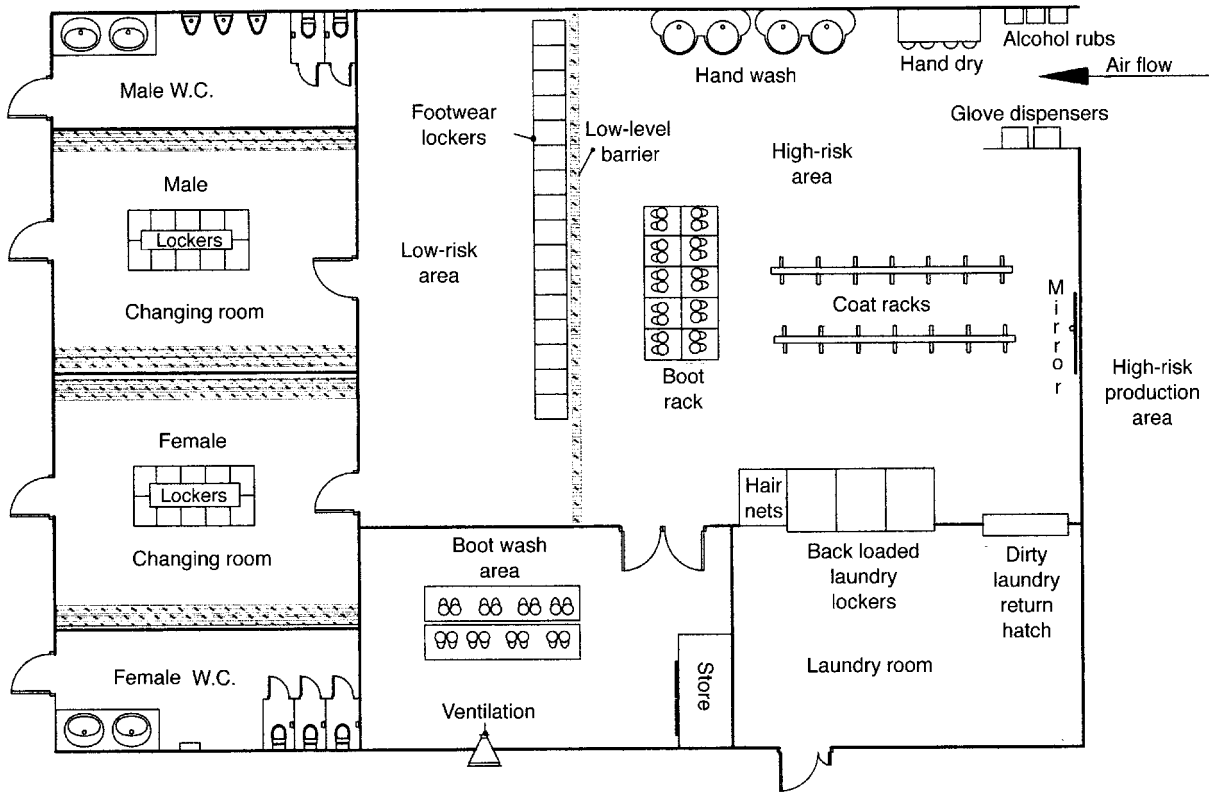 Male W.C.
Male
Lockers
Changing room
Female
Lockers
Changing room
Female W.C.
Footwear
lockers
Low-level
barrier
Low-risk
area
Hand wash
Hand dry
Alcohol rubs
Air flow
Glove dispensers
High-risk
area
Coat racks
Boot
rack
Mirror
High-risk
production
area
Hair
nets
Back loaded
laundry
lockers
Dirty
laundry
return
hatch
Laundry room
Boot wash
area
Store
Ventilation